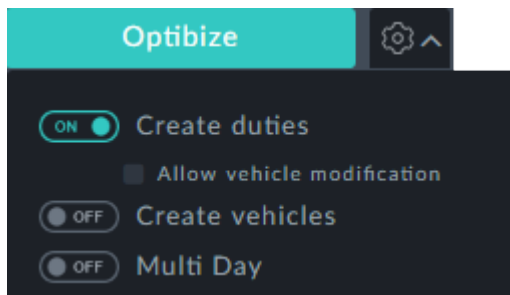 Optibize
ON Create duties
Allow vehicle modification
OFF Create vehicles
OFF Multi Day